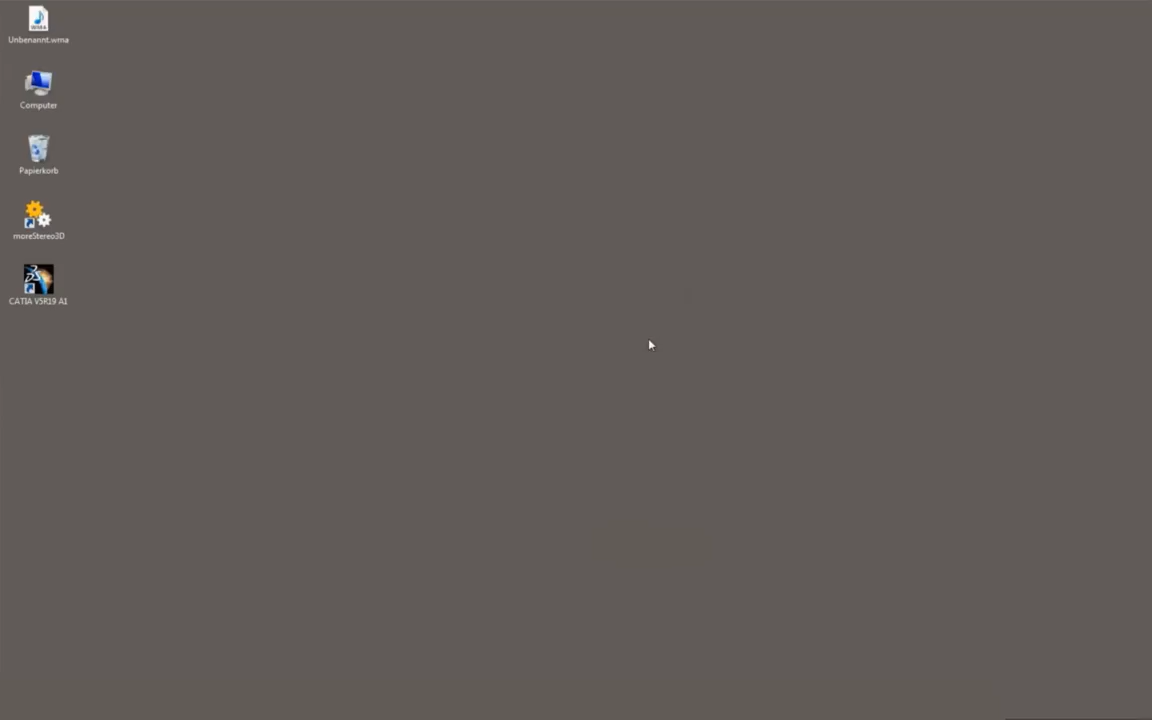 Unbenannt.wma
Computer
Papierkorb
moreStereo3D
CATIA V5R19 A1